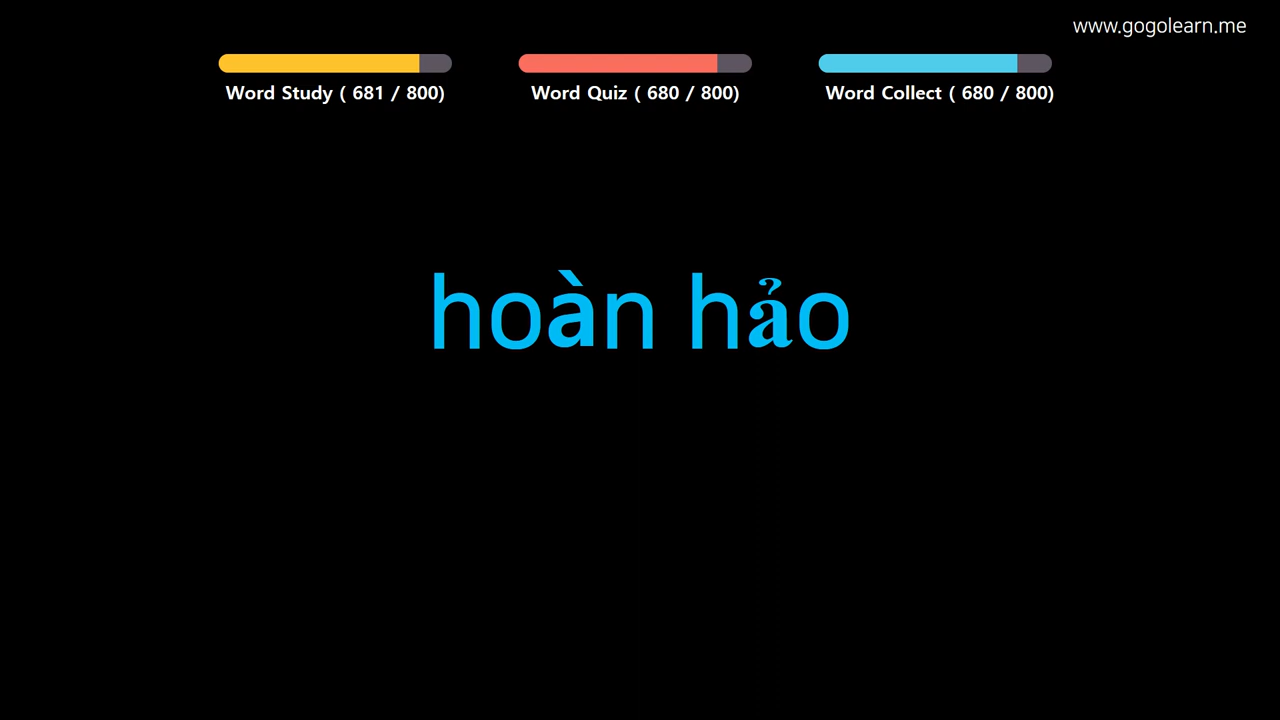 www.gogolearn.me
Word Study ( 681 / 800)
Word Quiz ( 680 / 800)
Word Collect ( 680 / 800)
hoàn hảo